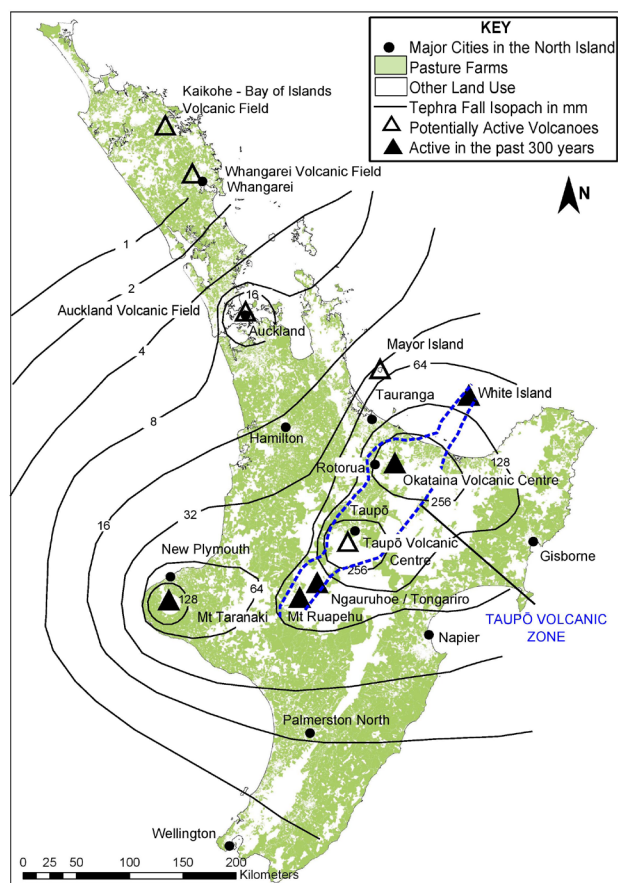 KEY
Major Cities in the North Island
Pasture Farms
Other Land Use
Tephra Fall Isopach in mm
Potentially Active Volcanoes
Active in the past 300 years
N
Kaikohe - Bay of Islands
Volcanic Field
Whangarei Volcanic Field
Whangarei
1
2
16
Auckland Volcanic Field
Auckland
4
Mayor Island
64
8
Tauranga
White Island
Hamilton
128
Rotorua
Okataina Volcanic Centre
256
16
32
Taupō
Taupō Volcanic
Centre
Gisborne
New Plymouth
256
64
Ngauruhoe / Tongariro
128
Mt Taranaki
Mt Ruapehu
TAUPŌ VOLCANIC
ZONE
Napier
Palmerston North
Wellington
0 25 50 100 150 200
Kilometers